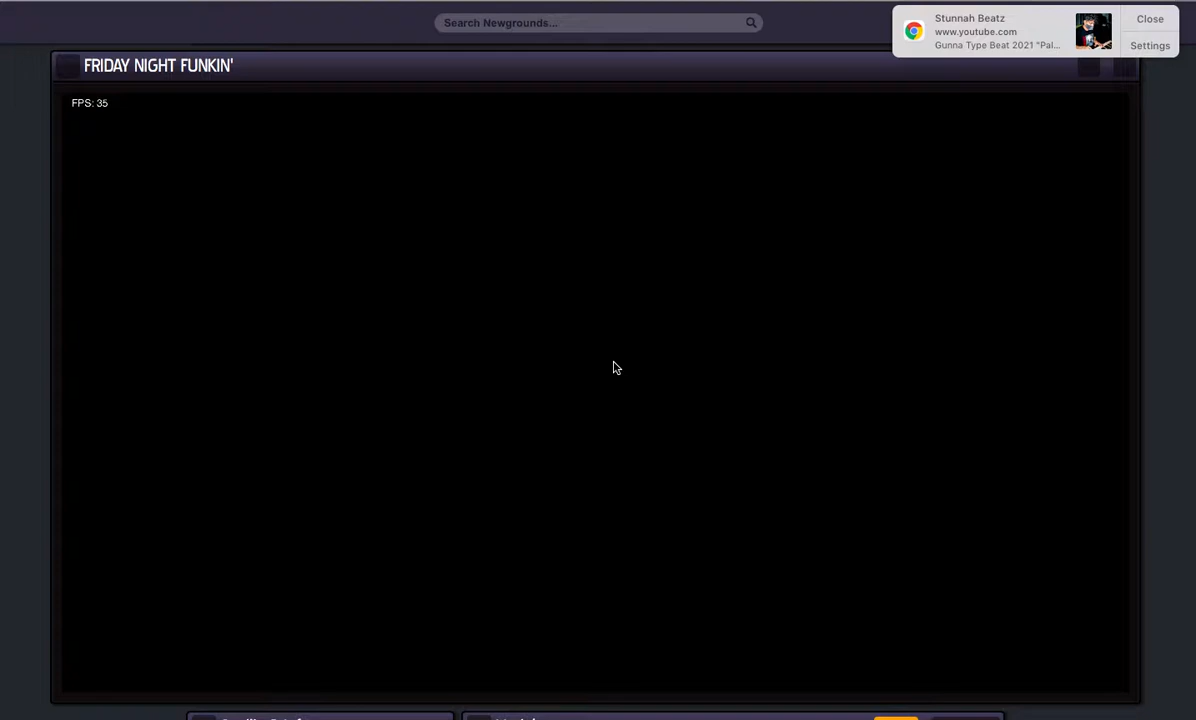 Search Newgrounds...
Stunnah Beatz
www.youtube.com
Gunna Type Beat 2021 "Pal...
Close
Settings
FRIDAY NIGHT FUNKIN'
FPS: 35